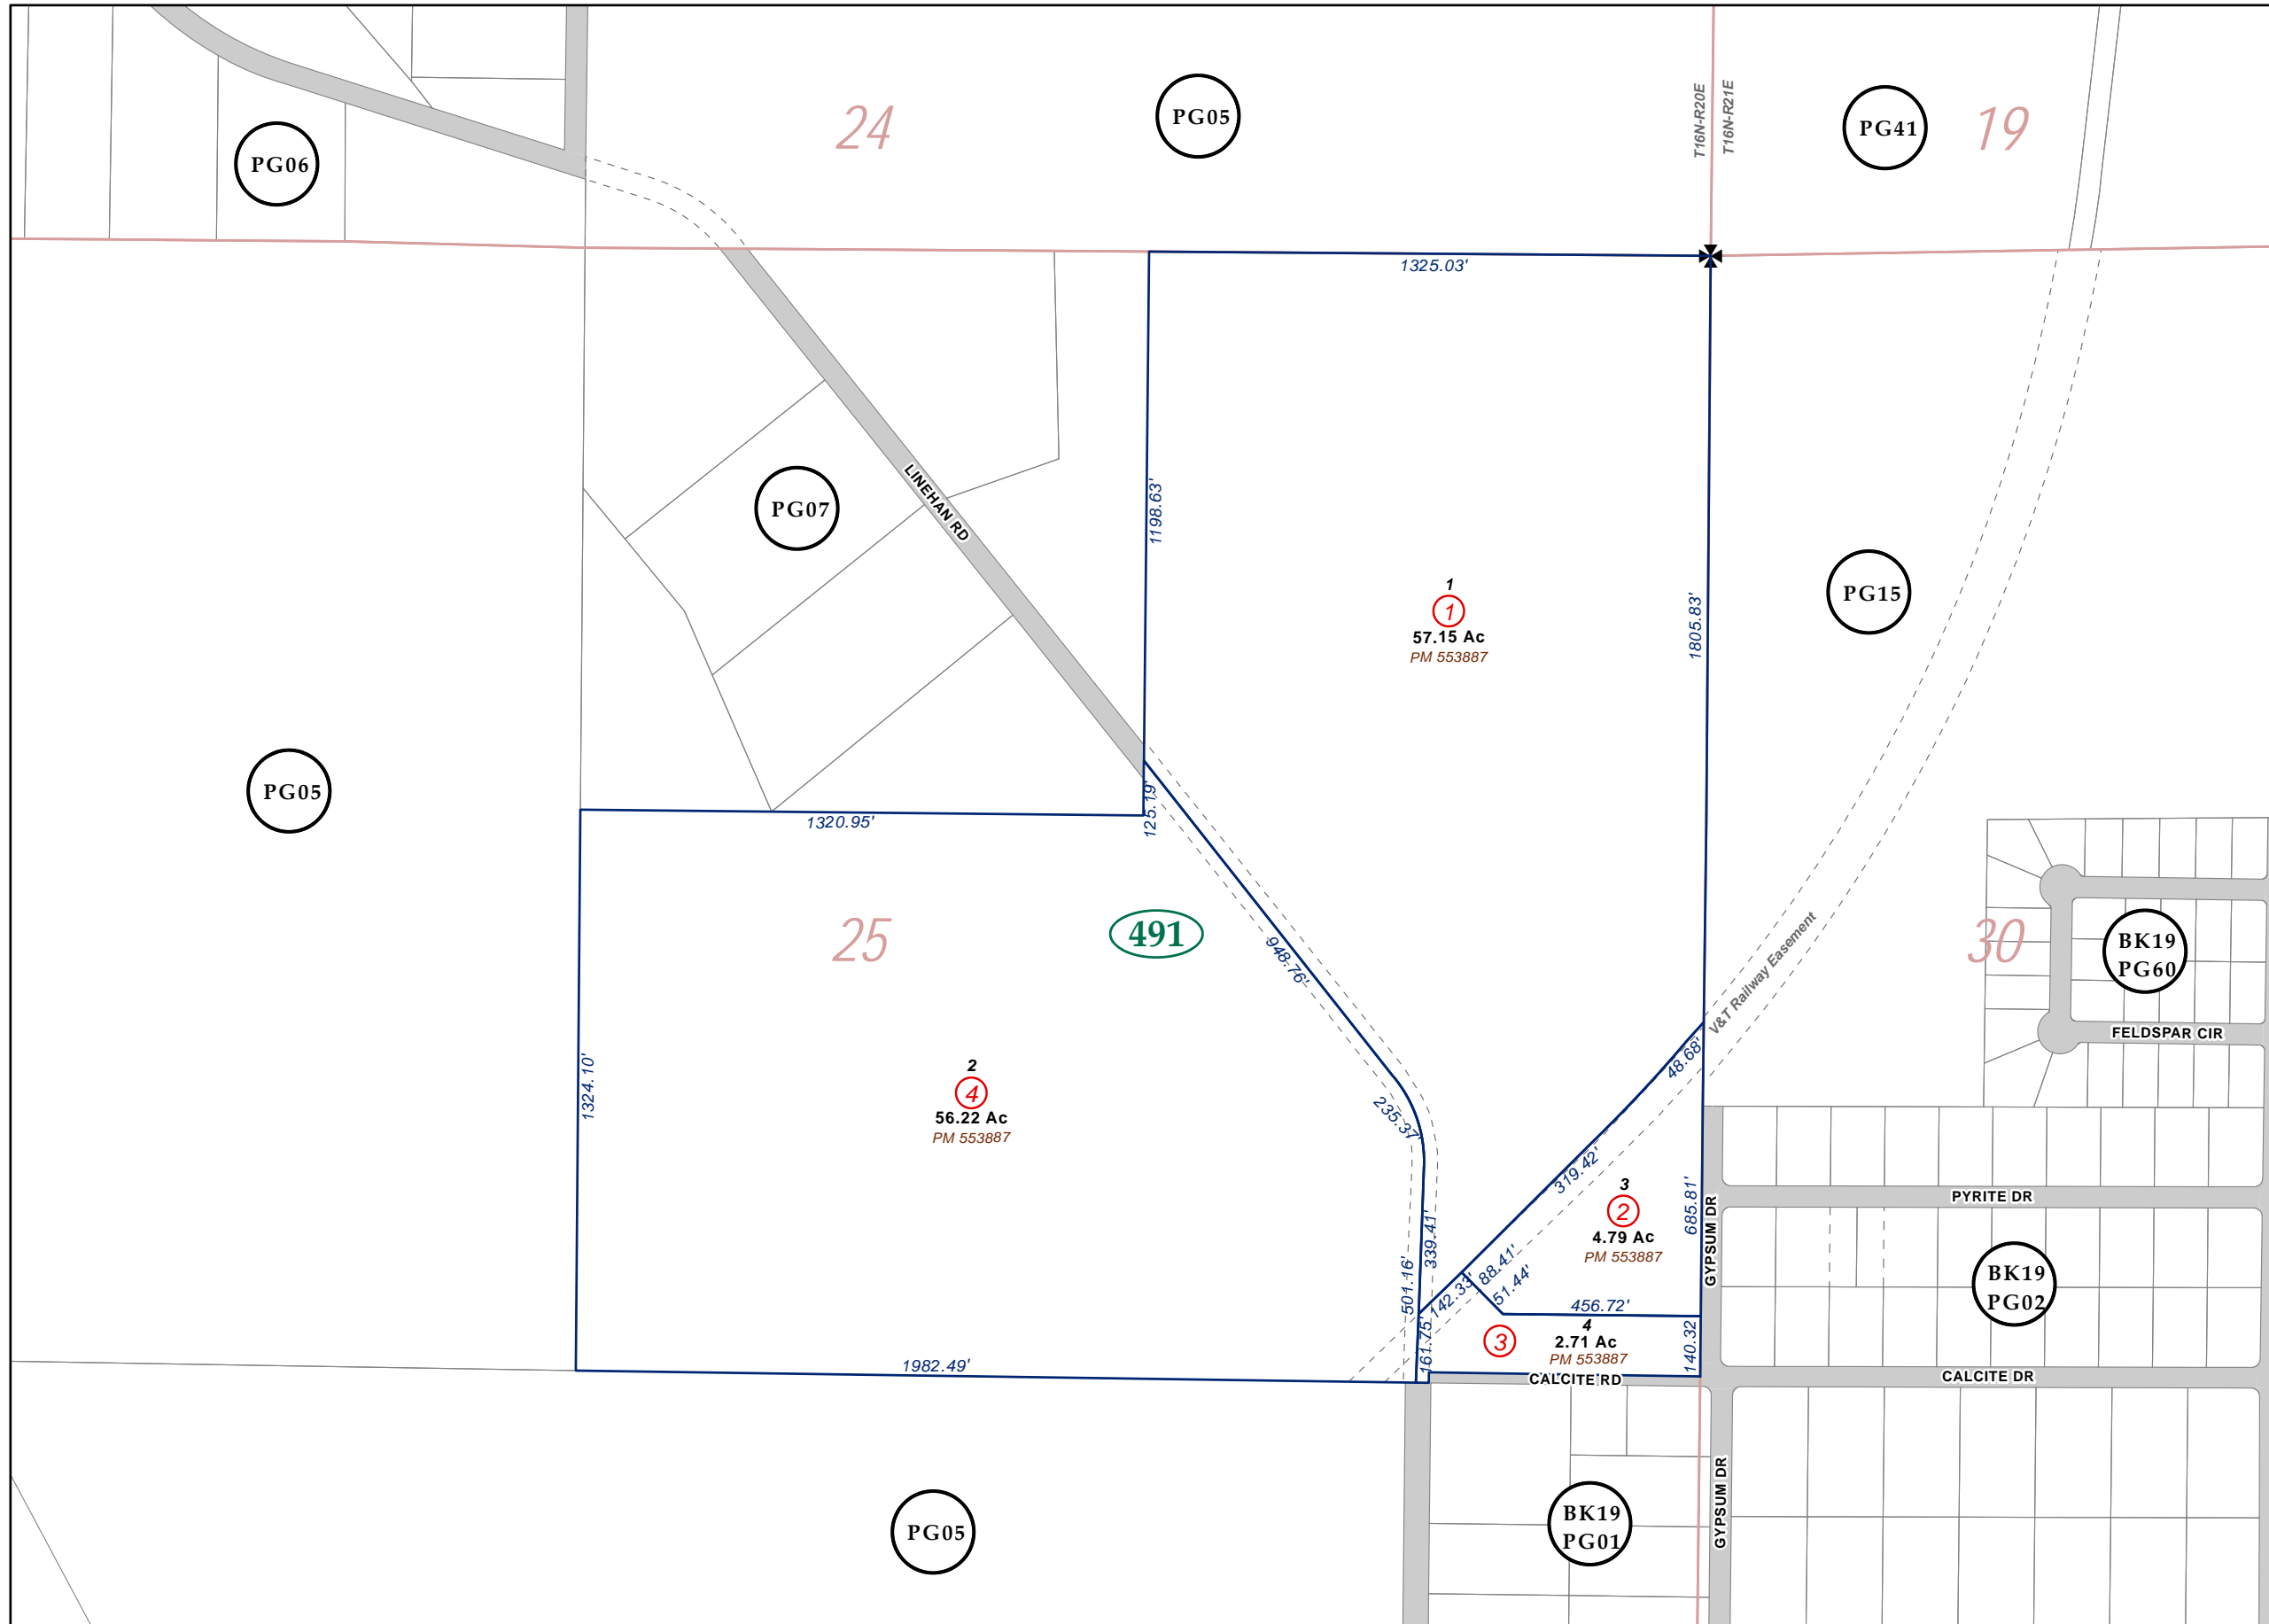 24
PG05
T16N-R20E
T16N-R21E
PG41
19
PG06
1325.03'
LINEHAN RD
PG07
1198.63'
1
1
57.15 Ac
PM 553887
1805.83'
PG15
PG05
1320.95'
125.19'
25
491
948.76'
V&T Railway Easement
30
BK19
PG60
FELDSPAR CIR
48.68'
1324.10'
2
4
56.22 Ac
PM 553887
235.37'
319.42'
3
2
4.79 Ac
PM 553887
685.81'
GYPSUM DR
PYRITE DR
339.41'
501.16'
142.33'
88.41'
51.44'
456.72'
BK19
PG02
161.75'
3
4
2.71 Ac
PM 553887
140.32
1982.49'
CALCITE RD
CALCITE DR
PG05
BK19
PG01
GYPSUM DR